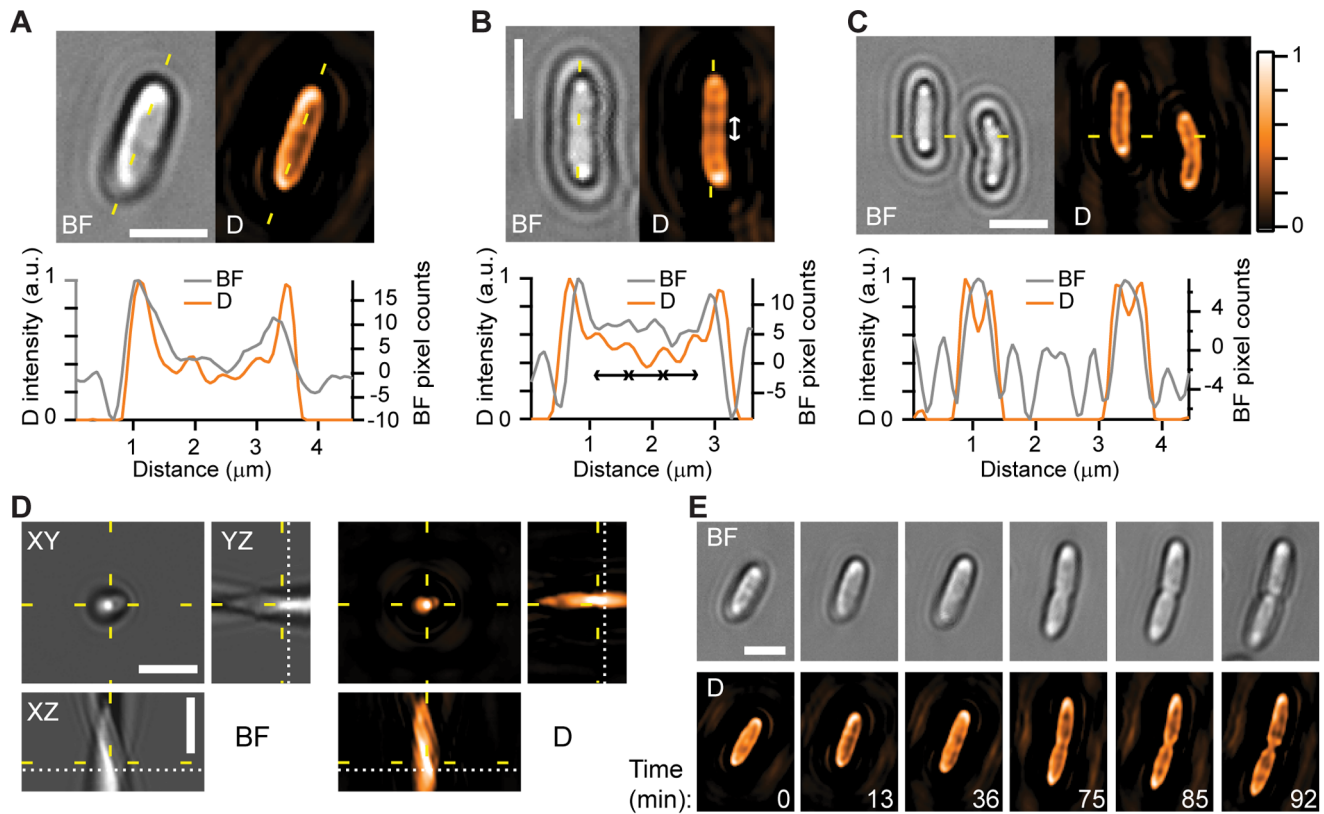 A
BF
D
B
BF
D
C
BF
D
1
0
D intensity (a.u.)
1
0
BF
D
15
10
5
0
-5
-10
BF pixel counts
1
2
3
4
Distance (μm)
D intensity (a.u.)
1
0
BF
D
10
5
0
-5
BF pixel counts
1
2
3
Distance (μm)
D intensity (a.u.)
1
0
BF
D
4
0
-4
BF pixel counts
1
2
3
4
Distance (μm)
D
XY
YZ
XZ
BF
D
E
BF
D
Time
(min):
0
13
36
75
85
92